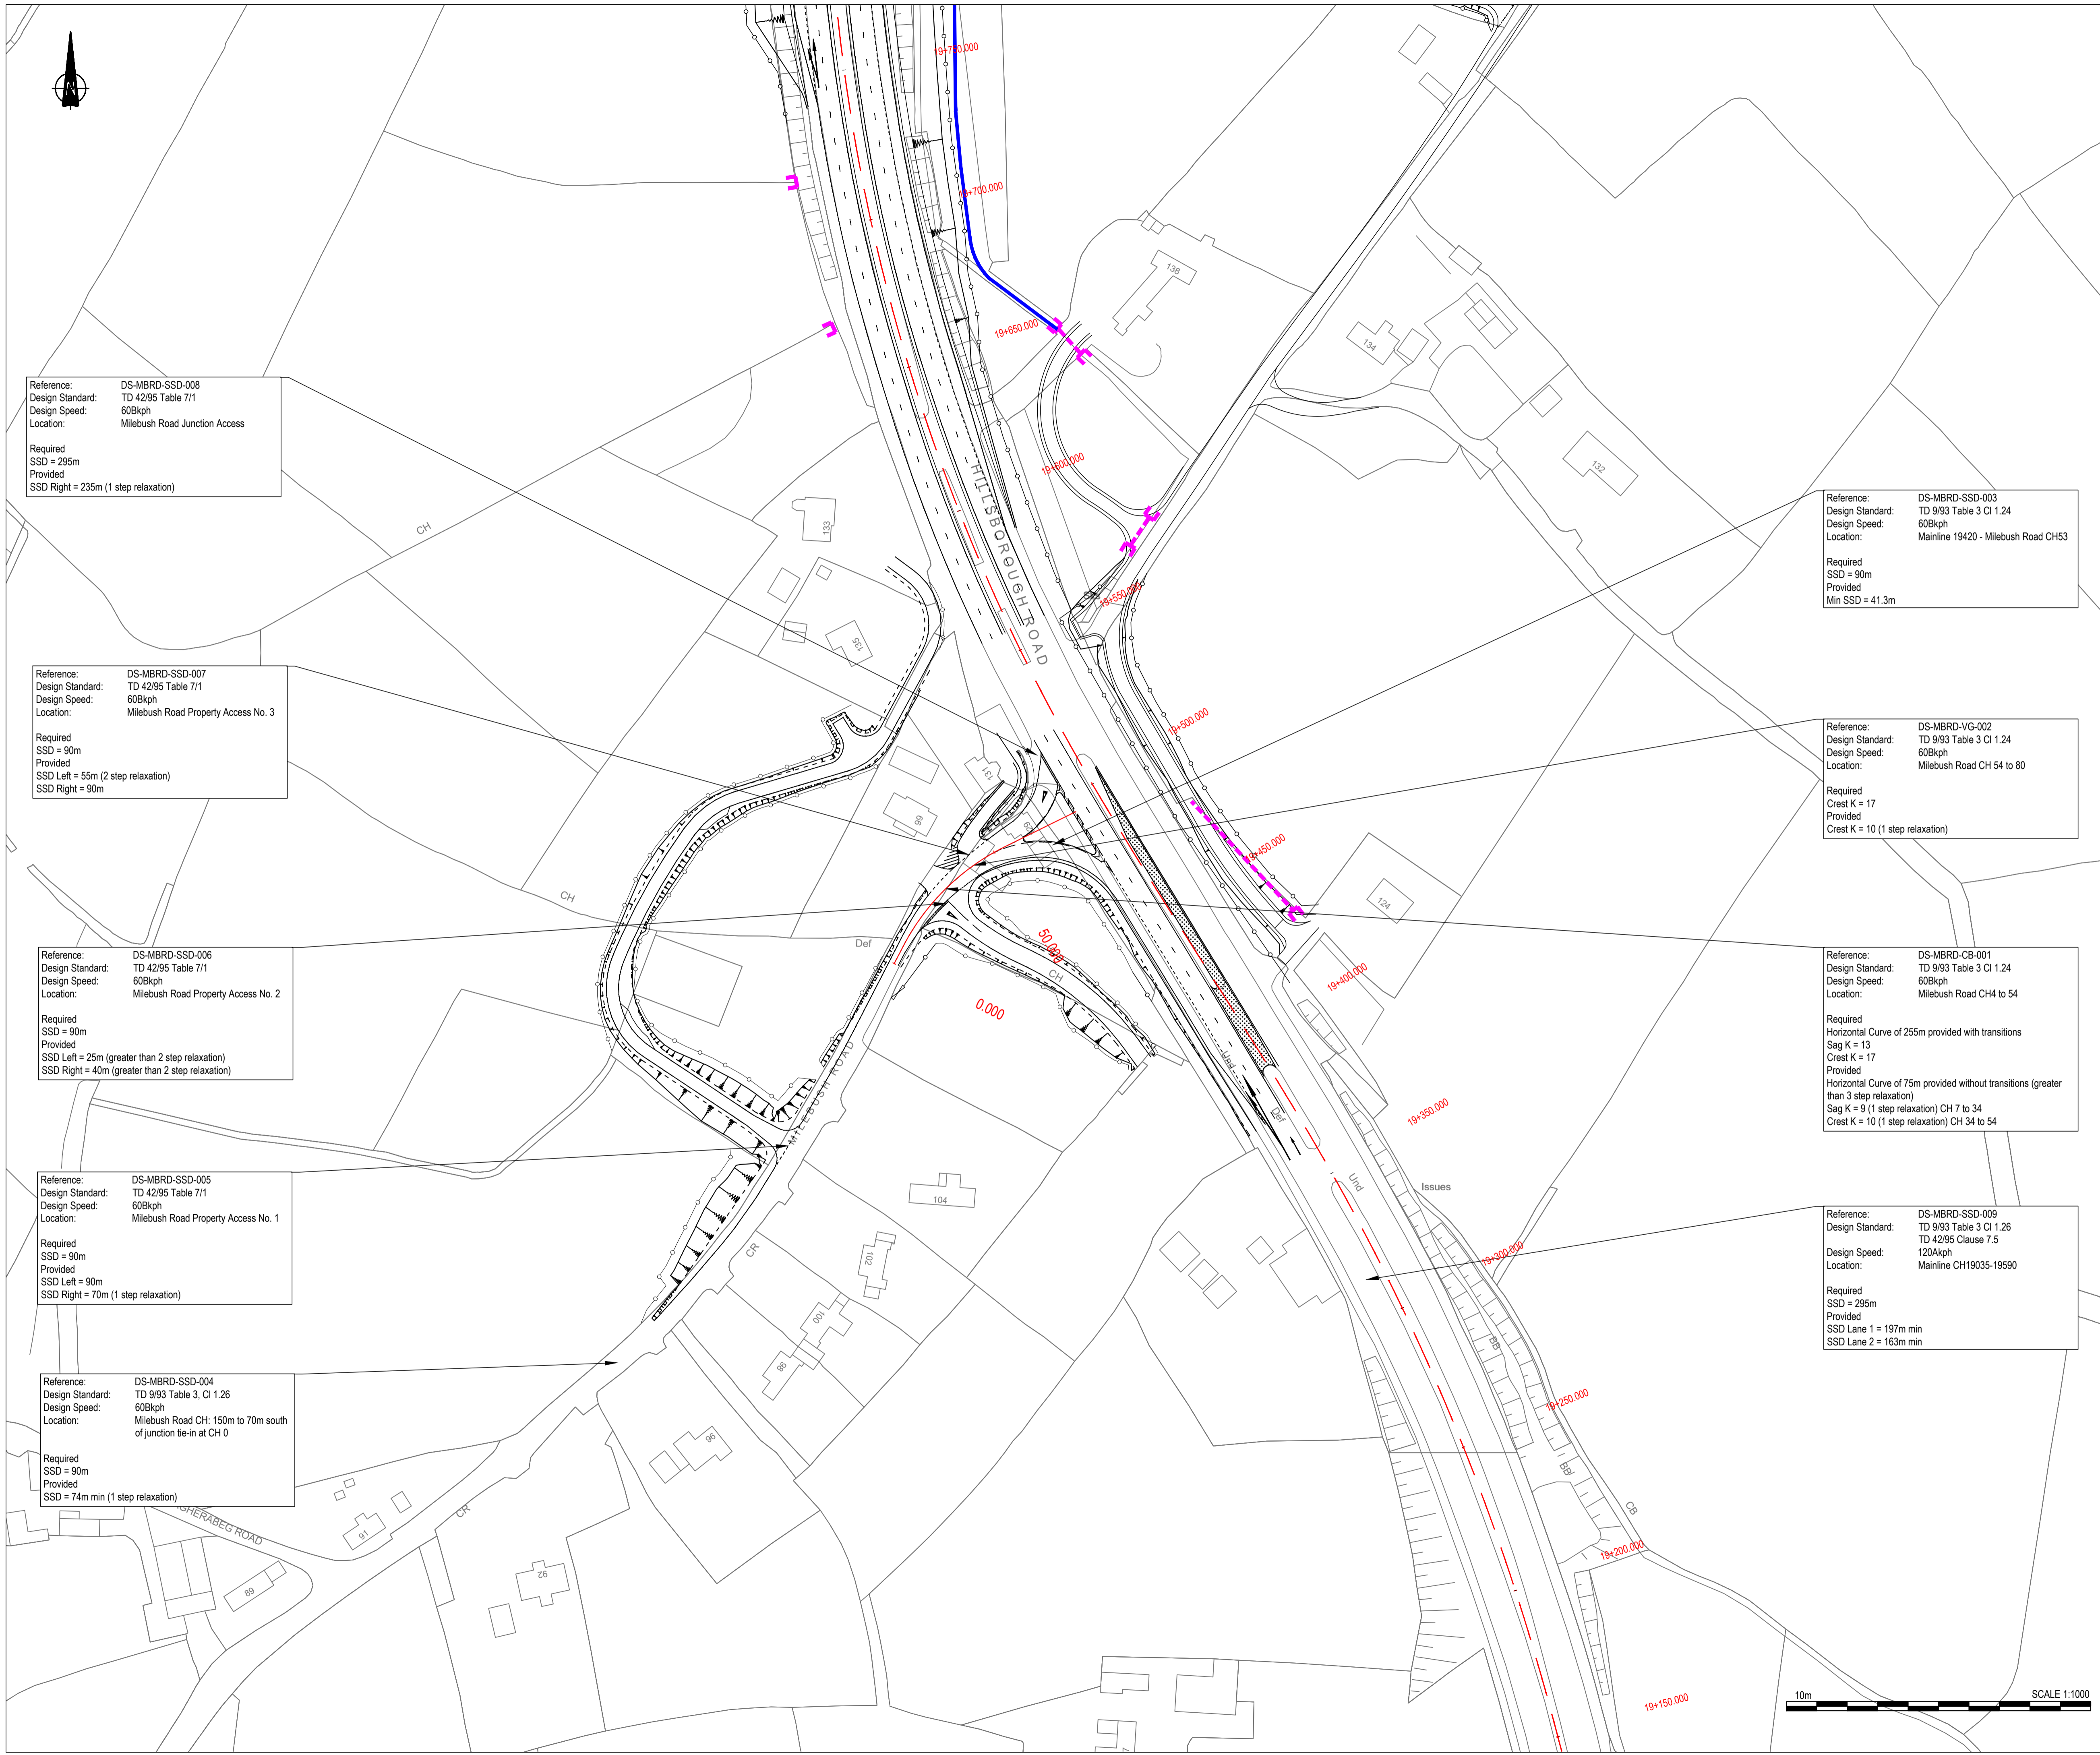 19+700.000
138
19+650.000
134
Reference: DS-MBRD-SSD-008
Design Standard: TD 42/95 Table 7/1
Design Speed: 60Bkph
Location: Milebush Road Junction Access
Required
SSD = 295m
Provided
SSD Right = 235m (1 step relaxation)
HILLSBOROUGH ROAD
19+600.000
132
CH
133
Reference: DS-MBRD-SSD-003
Design Standard: TD 9/93 Table 3 Cl 1.24
Design Speed: 60Bkph
Location: Mainline 19420 - Milebush Road CH53
Required
SSD = 90m
Provided
Min SSD = 41.3m
19+550.000
135
Reference: DS-MBRD-SSD-007
Design Standard: TD 42/95 Table 7/1
Design Speed: 60Bkph
Location: Milebush Road Property Access No. 3
Required
SSD = 90m
Provided
SSD Left = 55m (2 step relaxation)
SSD Right = 90m
19+500.000
Reference: DS-MBRD-VG-002
Design Standard: TD 9/93 Table 3 Cl 1.24
Design Speed: 60Bkph
Location: Milebush Road CH 54 to 80
Required
Crest K = 17
Provided
Crest K = 10 (1 step relaxation)
131
99
19+450.000
CH
124
Def
50.000
CH
0.000
19+400.000
Reference: DS-MBRD-SSD-006
Design Standard: TD 42/95 Table 7/1
Design Speed: 60Bkph
Location: Milebush Road Property Access No. 2
Required
SSD = 90m
Provided
SSD Left = 25m (greater than 2 step relaxation)
SSD Right = 40m (greater than 2 step relaxation)
Reference: DS-MBRD-CB-001
Design Standard: TD 9/93 Table 3 Cl 1.24
Design Speed: 60Bkph
Location: Milebush Road CH4 to 54
Required
Horizontal Curve of 255m provided with transitions
Sag K = 13
Crest K = 17
Provided
Horizontal Curve of 75m provided without transitions (greater
than 3 step relaxation)
Sag K = 9 (1 step relaxation) CH 7 to 34
Crest K = 10 (1 step relaxation) CH 34 to 54
MILEBUSH ROAD
Und
Def
19+350.000
Reference: DS-MBRD-SSD-005
Design Standard: TD 42/95 Table 7/1
Design Speed: 60Bkph
Location: Milebush Road Property Access No. 1
Required
SSD = 90m
Provided
SSD Left = 90m
SSD Right = 70m (1 step relaxation)
104
Und
Issues
102
CR
100
98
19+300.000
Reference: DS-MBRD-SSD-009
Design Standard: TD 9/93 Table 3 Cl 1.26
TD 42/95 Clause 7.5
Design Speed: 120Akph
Location: Mainline CH19035-19590
Required
SSD = 295m
Provided
SSD Lane 1 = 197m min
SSD Lane 2 = 163m min
BB
Reference: DS-MBRD-SSD-004
Design Standard: TD 9/93 Table 3, Cl 1.26
Design Speed: 60Bkph
Location: Milebush Road CH: 150m to 70m south
of junction tie-in at CH 0
Required
SSD = 90m
Provided
SSD = 74m min (1 step relaxation)
19+250.000
96
BB
CB
CR
91
19+200.000
89
92
19+150.000
10m
SCALE 1:1000